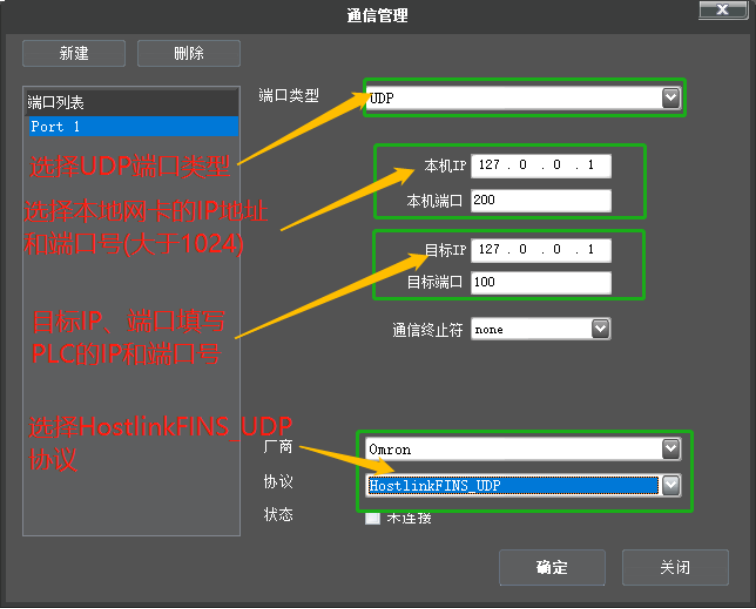 通信管理
新建
删除
端口列表
Port 1
端口类型
UDP
选择UDP端口类型
本机IP
127 . 0 . 0 . 1
选择本地网卡的IP地址
和端口号(大于1024)
本机端口
200
目标IP
127 . 0 . 0 . 1
目标端口
100
目标IP、端口填写
PLC的IP和端口号
通信终止符
none
选择HostlinkFINS_UDP
协议
厂商
Omron
协议
HostlinkFINS_UDP
状态
未连接
确定
关闭